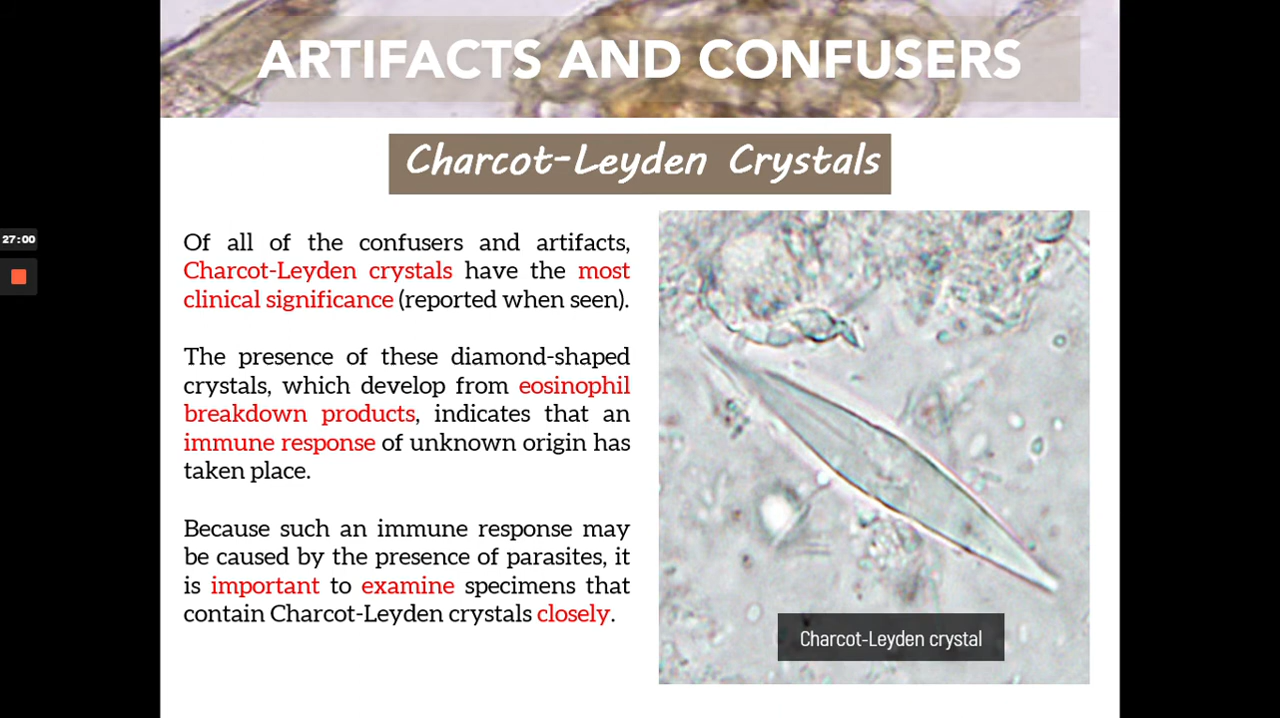 ARTIFACTS AND CONFUSERS
Charcot-Leyden Crystals
27:00
Of all of the confusers and artifacts,
Charcot-Leyden crystals have the most
clinical significance (reported when seen).
The presence of these diamond-shaped
crystals, which develop from eosinophil
breakdown products, indicates that an
immune response of unknown origin has
taken place.
Because such an immune response may
be caused by the presence of parasites, it
is important to examine specimens that
contain Charcot-Leyden crystals closely.
Charcot-Leyden crystal